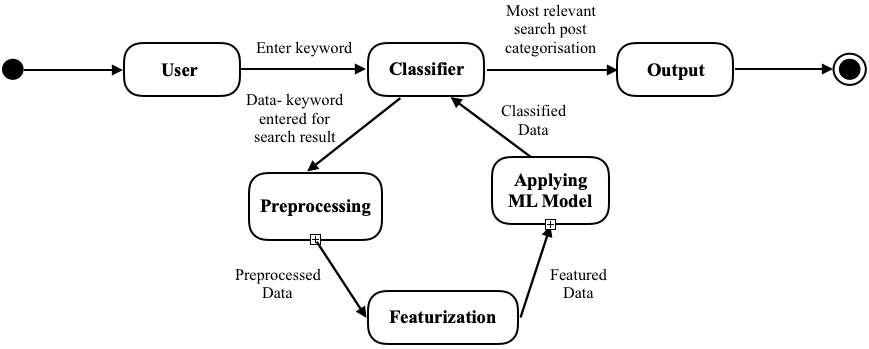 Most relevant
search post
categorisation
User
Enter keyword
Classifier
Output
Data- keyword
entered for
search result
Classified
Data
Preprocessing
Applying
ML Model
Preprocessed
Data
Featured
Data
Featurization